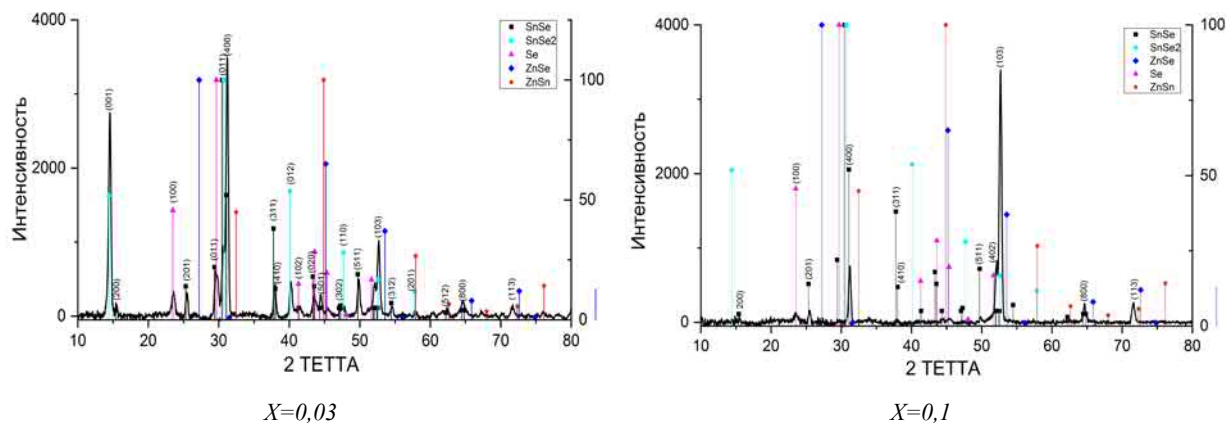 4000
2000
0
Интенсивность
10 20 30 40 50 60 70 80
2 TETTA
100
50
0
SnSe
SnSe2
Se
ZnSe
ZnSn
(001)
(200)
(100)
(201)
(011)
(011)
(400)
(311)
(410)
(012)
(102)
(020)
(501)
(302)
(110)
(511)
(103)
(312)
(201)
(512)
(800)
(113)
X=0,03
4000
2000
0
Интенсивность
10 20 30 40 50 60 70 80
2 TETTA
100
50
0
SnSe
SnSe2
ZnSe
Se
ZnSn
(200)
(100)
(201)
(400)
(311)
(410)
(511)
(402)
(103)
(800)
(113)
X=0,1